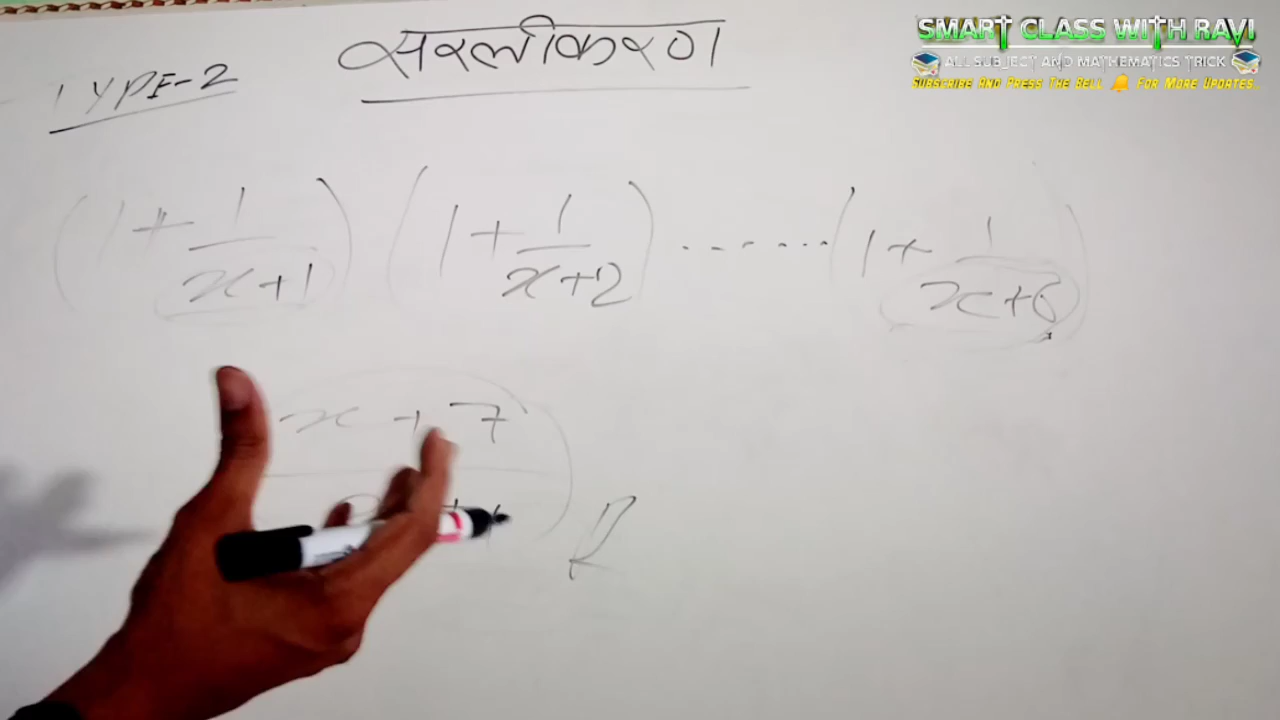 SMART CLASS WITH RAVI
ALL SUBJECT AND MATHEMATICS TRICK
SUBSCRIBE AND PRESS THE BELL 🔔 FOR MORE UPDATES..
सरलीकरण
TYPE-2
(1+1/(x+1)) (1+1/(x+2)) ........ (1+1/(x+6))
x+7